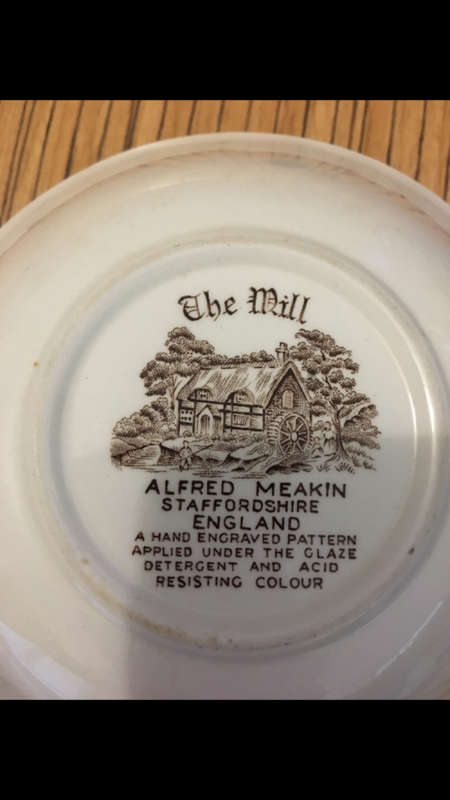 The Mill
ALFRED MEAKIN
STAFFORDSHIRE
ENGLAND
A HAND ENGRAVED PATTERN
APPLIED UNDER THE GLAZE
DETERGENT AND ACID
RESISTING COLOUR